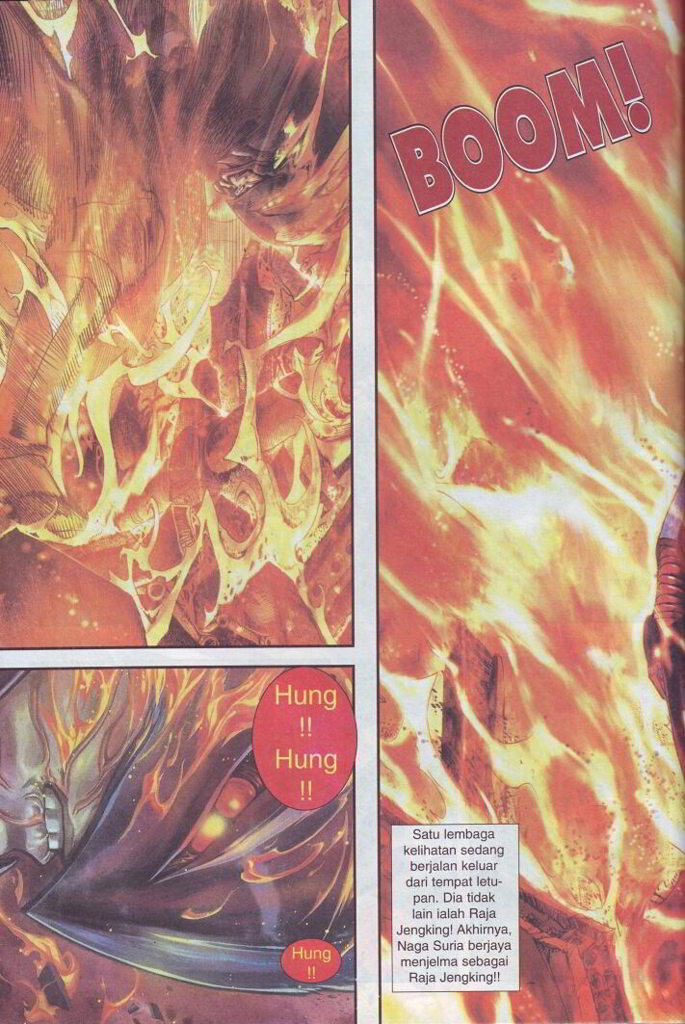 BOOM!
Hung
!!
Hung
!!
Hung
!!
Satu lembaga
kelihatan sedang
berjalan keluar
dari tempat letu-
pan. Dia tidak
lain ialah Raja
Jengking! Akhirnya,
Naga Suria berjaya
menjelma sebagai
Raja Jengking!!